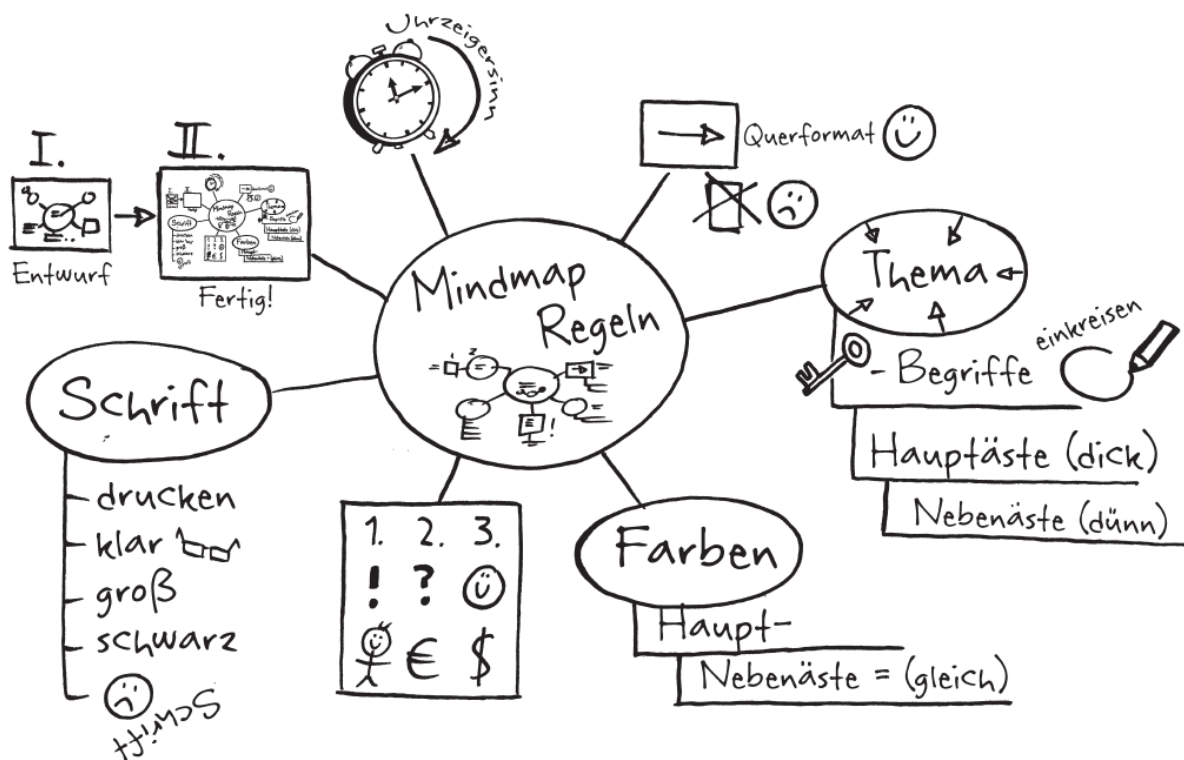 Uhrzeigersinn
Querformat
I.
II.
Entwurf
Fertig!
Mindmap
Regeln
Thema
einkreisen
- Begriffe
Hauptäste (dick)
Nebenäste (dünn)
Schrift
drucken
klar
groß
schwarz
Schrift
1. 2. 3.
! ?
€ $
Farben
Haupt-
Nebenäste = (gleich)